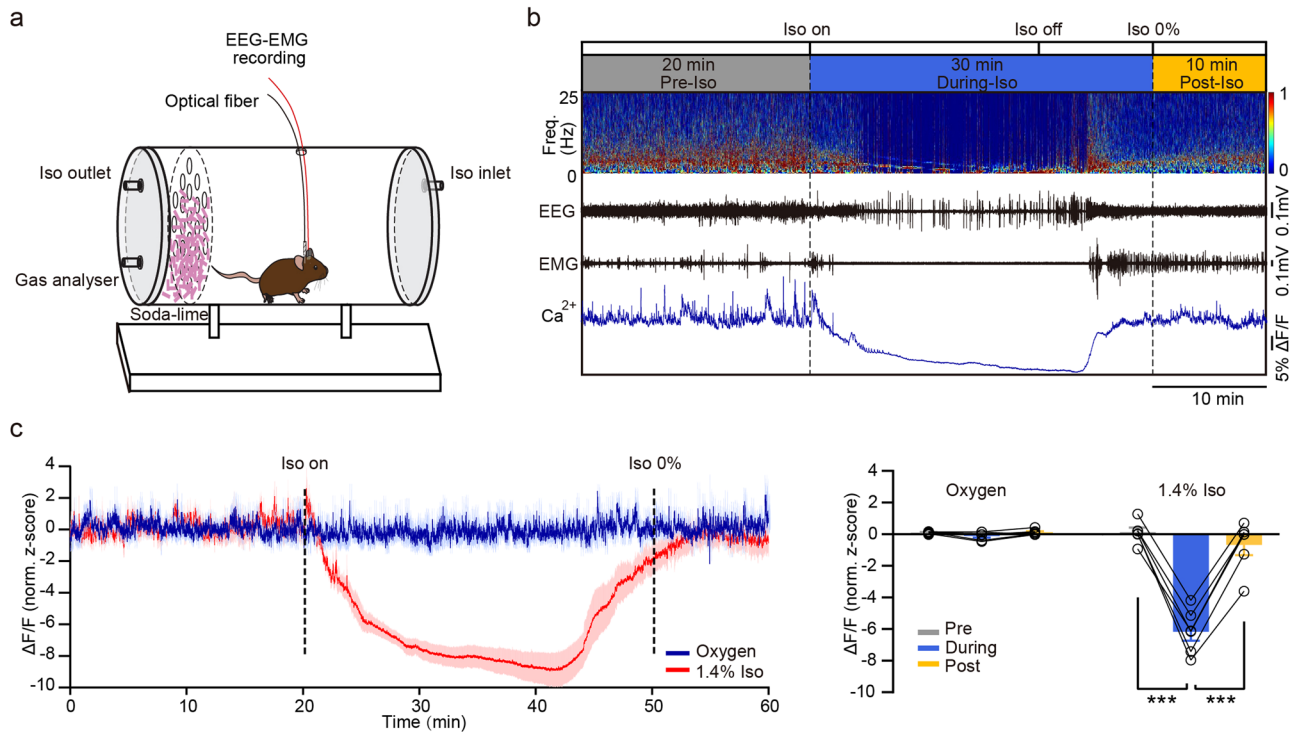 a
EEG-EMG
recording
Optical fiber
Iso outlet
Iso inlet
Gas analyser
Soda-lime
b
Iso on
Iso off
Iso 0%
20 min
Pre-Iso
30 min
During-Iso
10 min
Post-Iso
25
Freq.
(Hz)
0
1
0
EEG
0.1mV
EMG
0.1mV
Ca2+
5% ΔF/F
10 min
c
Iso on
Iso 0%
ΔF/F (norm. z-score)
4
2
0
-2
-4
-6
-8
-10
Oxygen
1.4% Iso
0
10
20
30
40
50
60
Time (min)
ΔF/F (norm. z-score)
4
2
0
-2
-4
-6
-8
-10
Oxygen
1.4% Iso
Pre
During
Post
***
***